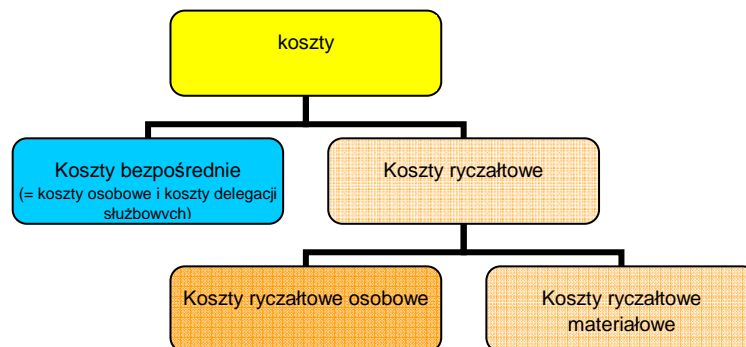 koszty
Koszty bezpośrednie
(= koszty osobowe i koszty delegacji
służbowych)
Koszty ryczałtowe
Koszty ryczałtowe osobowe
Koszty ryczałtowe
materiałowe